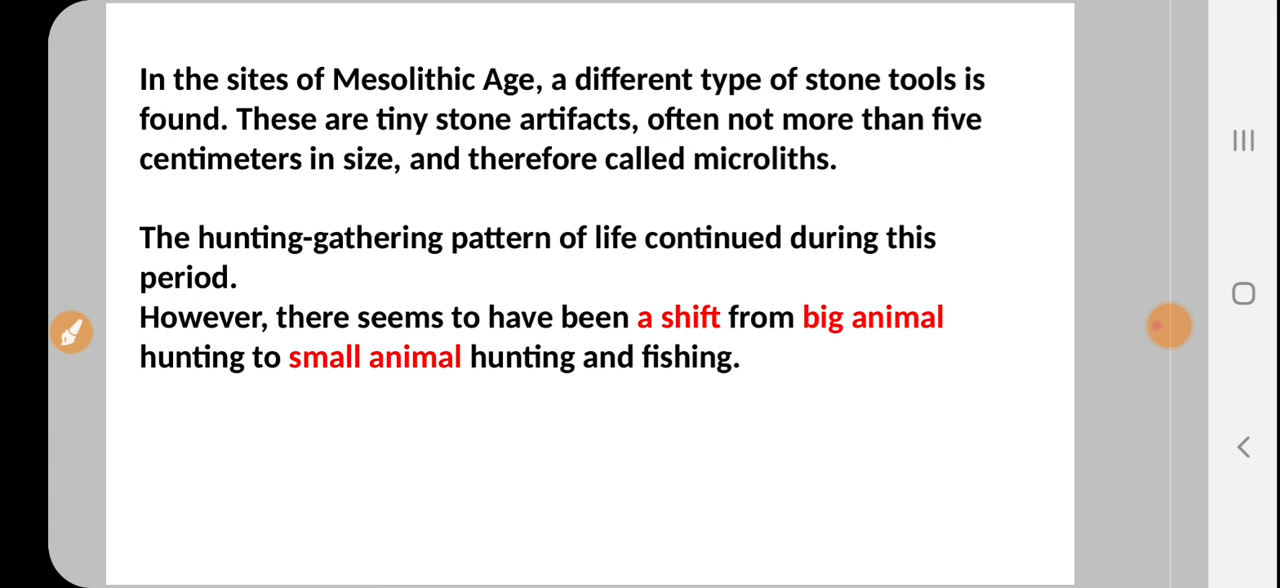 In the sites of Mesolithic Age, a different type of stone tools is
found. These are tiny stone artifacts, often not more than five
centimeters in size, and therefore called microliths.
The hunting-gathering pattern of life continued during this
period.
However, there seems to have been a shift from big animal
hunting to small animal hunting and fishing.